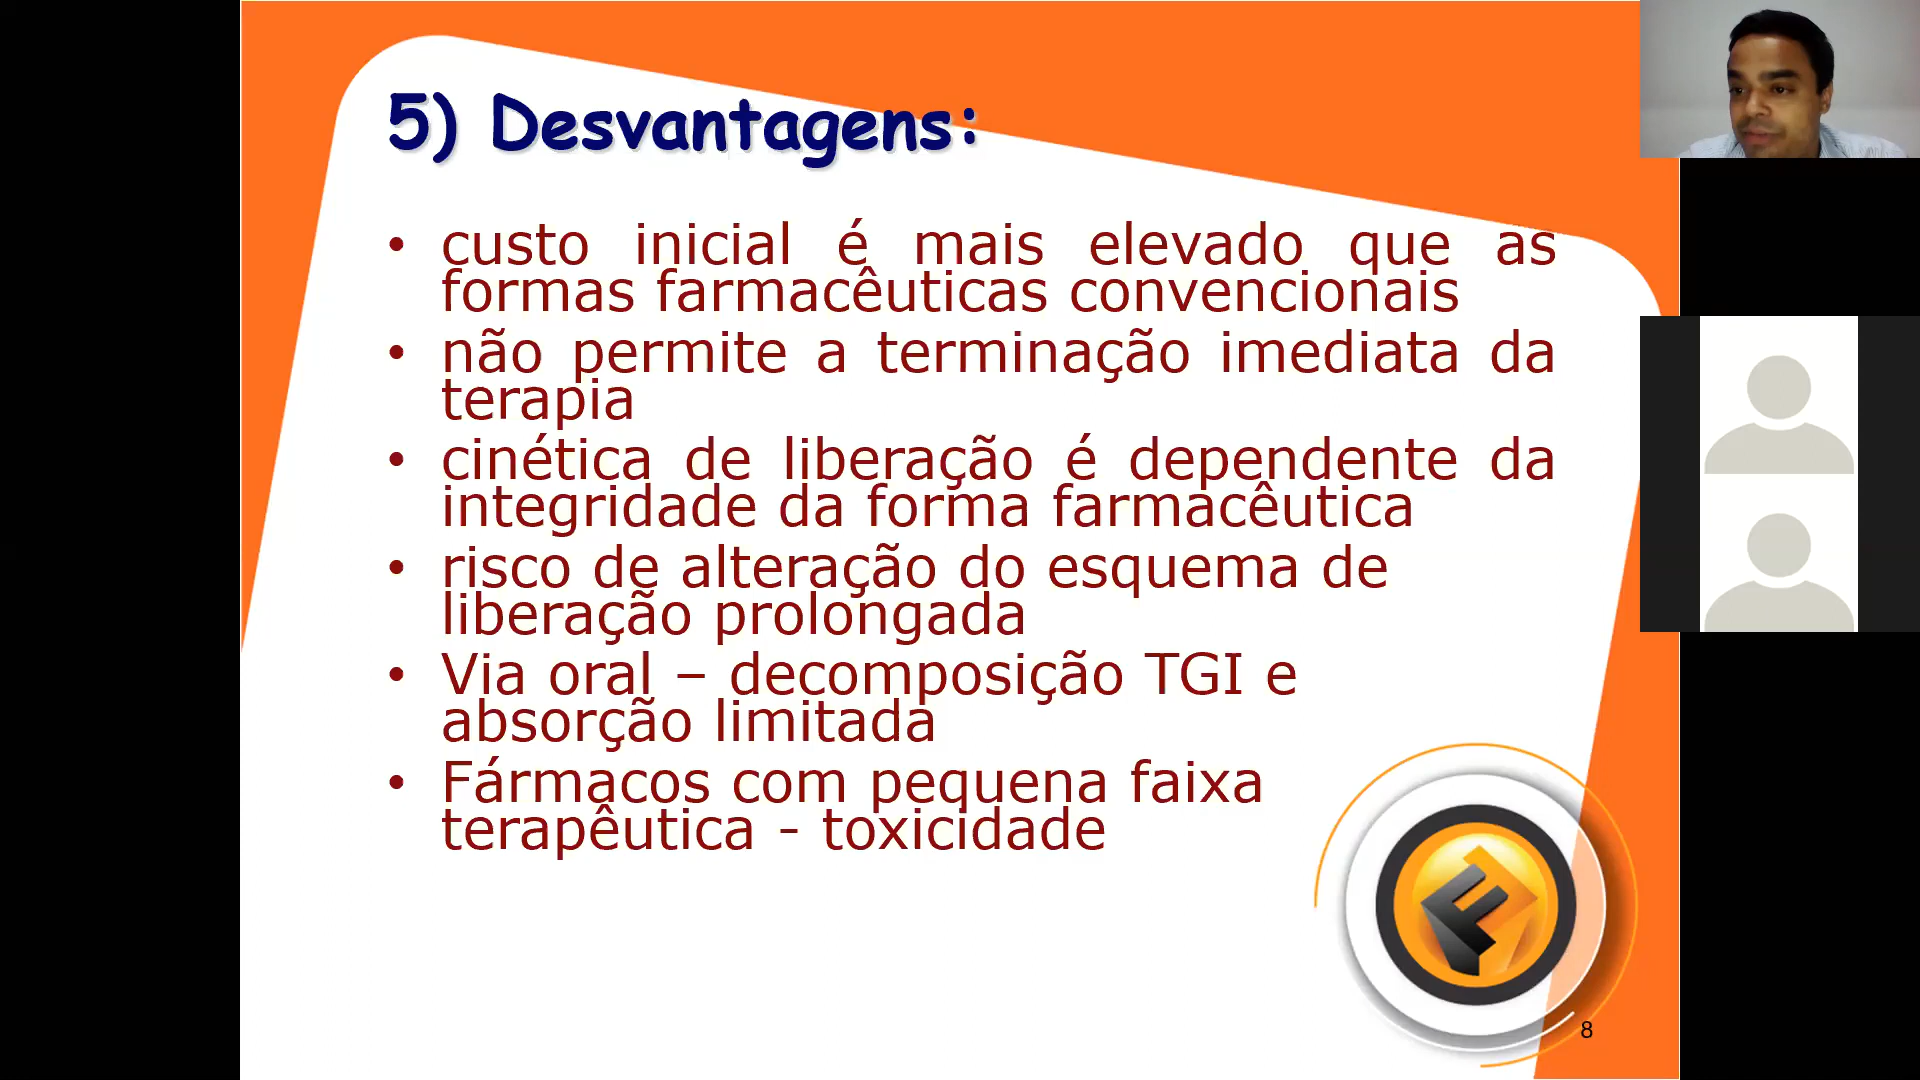 5) Desvantagens:
• custo inicial é mais elevado que as
formas farmacêuticas convencionais
• não permite a terminação imediata da
terapia
• cinética de liberação é dependente da
integridade da forma farmacêutica
• risco de alteração do esquema de
liberação prolongada
• Via oral – decomposição TGI e
absorção limitada
• Fármacos com pequena faixa
terapêutica - toxicidade
8